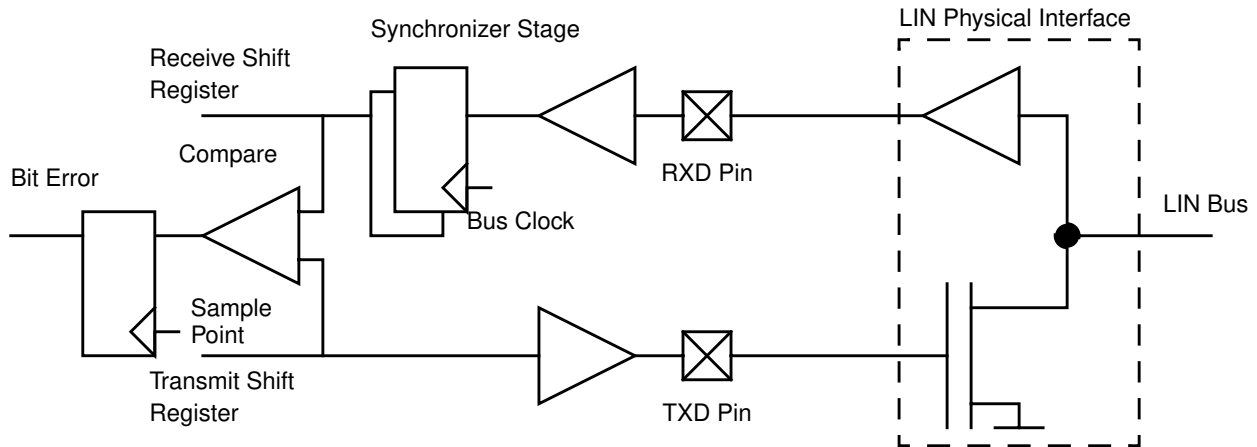 LIN Physical Interface
Synchronizer Stage
Receive Shift
Register
Compare
RXD Pin
Bit Error
LIN Bus
Bus Clock
Sample
Point
Transmit Shift
Register
TXD Pin